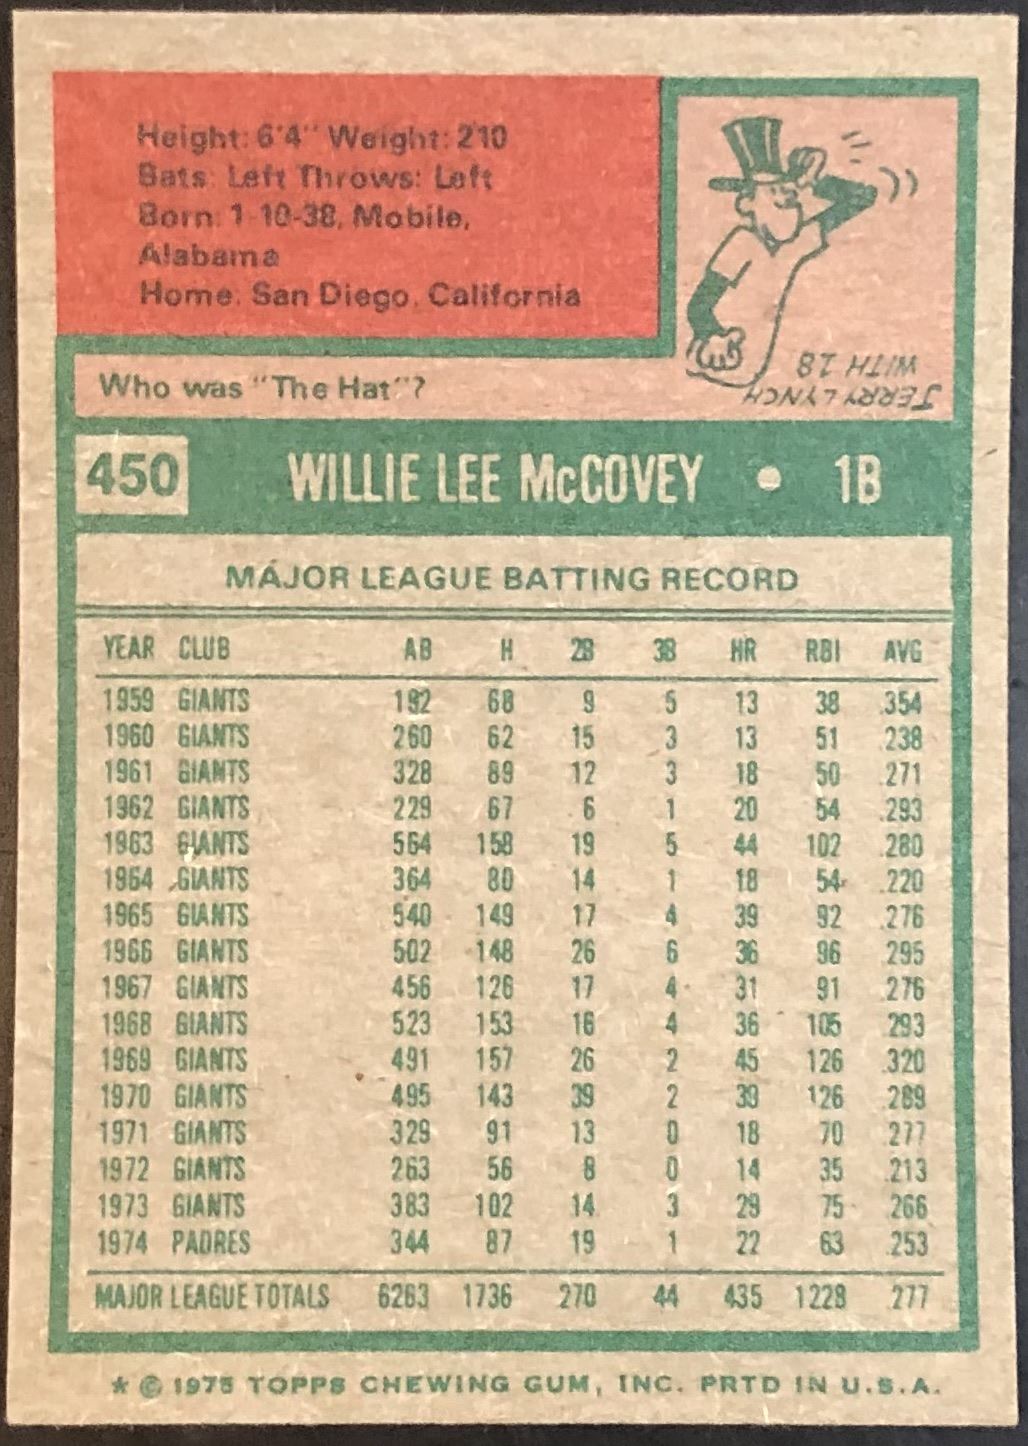 Height: 6'4" Weight: 210
Bats: Left Throws: Left
Born: 1-10-38, Mobile,
Alabama
Home: San Diego, California
Who was "The Hat"?
JERRY LYNCH
WITH 18
450 WILLIE LEE McCOVEY • 1B
MAJOR LEAGUE BATTING RECORD
YEAR CLUB AB H 2B 3B HR RBI AVG
1959 GIANTS 192 68 9 5 13 38 .354
1960 GIANTS 260 62 15 3 13 51 .238
1961 GIANTS 328 89 12 3 18 50 .271
1962 GIANTS 229 67 6 1 20 54 .293
1963 GIANTS 564 158 19 5 44 102 .280
1964 GIANTS 364 80 14 1 18 54 .220
1965 GIANTS 540 149 17 4 39 92 .276
1966 GIANTS 502 148 26 6 36 96 .295
1967 GIANTS 456 126 17 4 31 91 .276
1968 GIANTS 523 153 16 4 36 105 .293
1969 GIANTS 491 157 26 2 45 126 .320
1970 GIANTS 495 143 39 2 39 126 .289
1971 GIANTS 329 91 13 0 18 70 .277
1972 GIANTS 263 56 8 0 14 35 .213
1973 GIANTS 383 102 14 3 29 75 .266
1974 PADRES 344 87 19 1 22 63 .253
MAJOR LEAGUE TOTALS 6263 1736 270 44 435 1228 .277
* © 1975 TOPPS CHEWING GUM, INC. PRTD IN U.S.A.